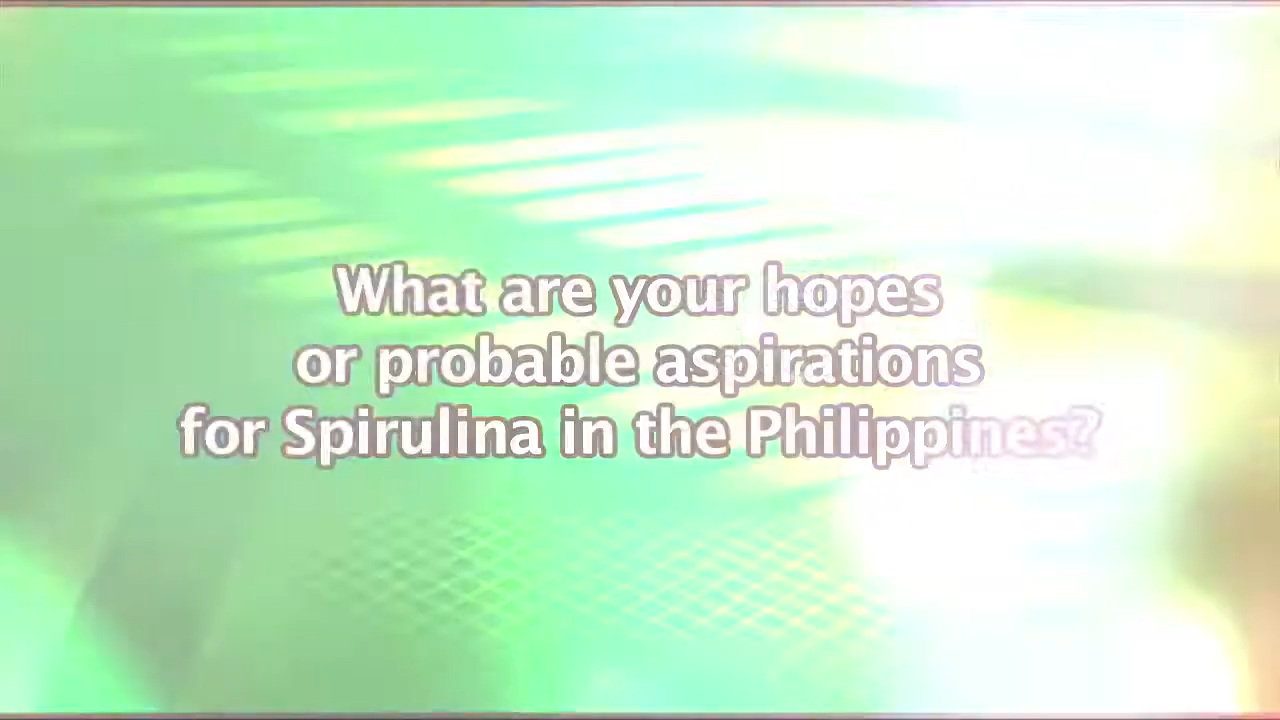 What are your hopes
or probable aspirations
for Spirulina in the Philippines?